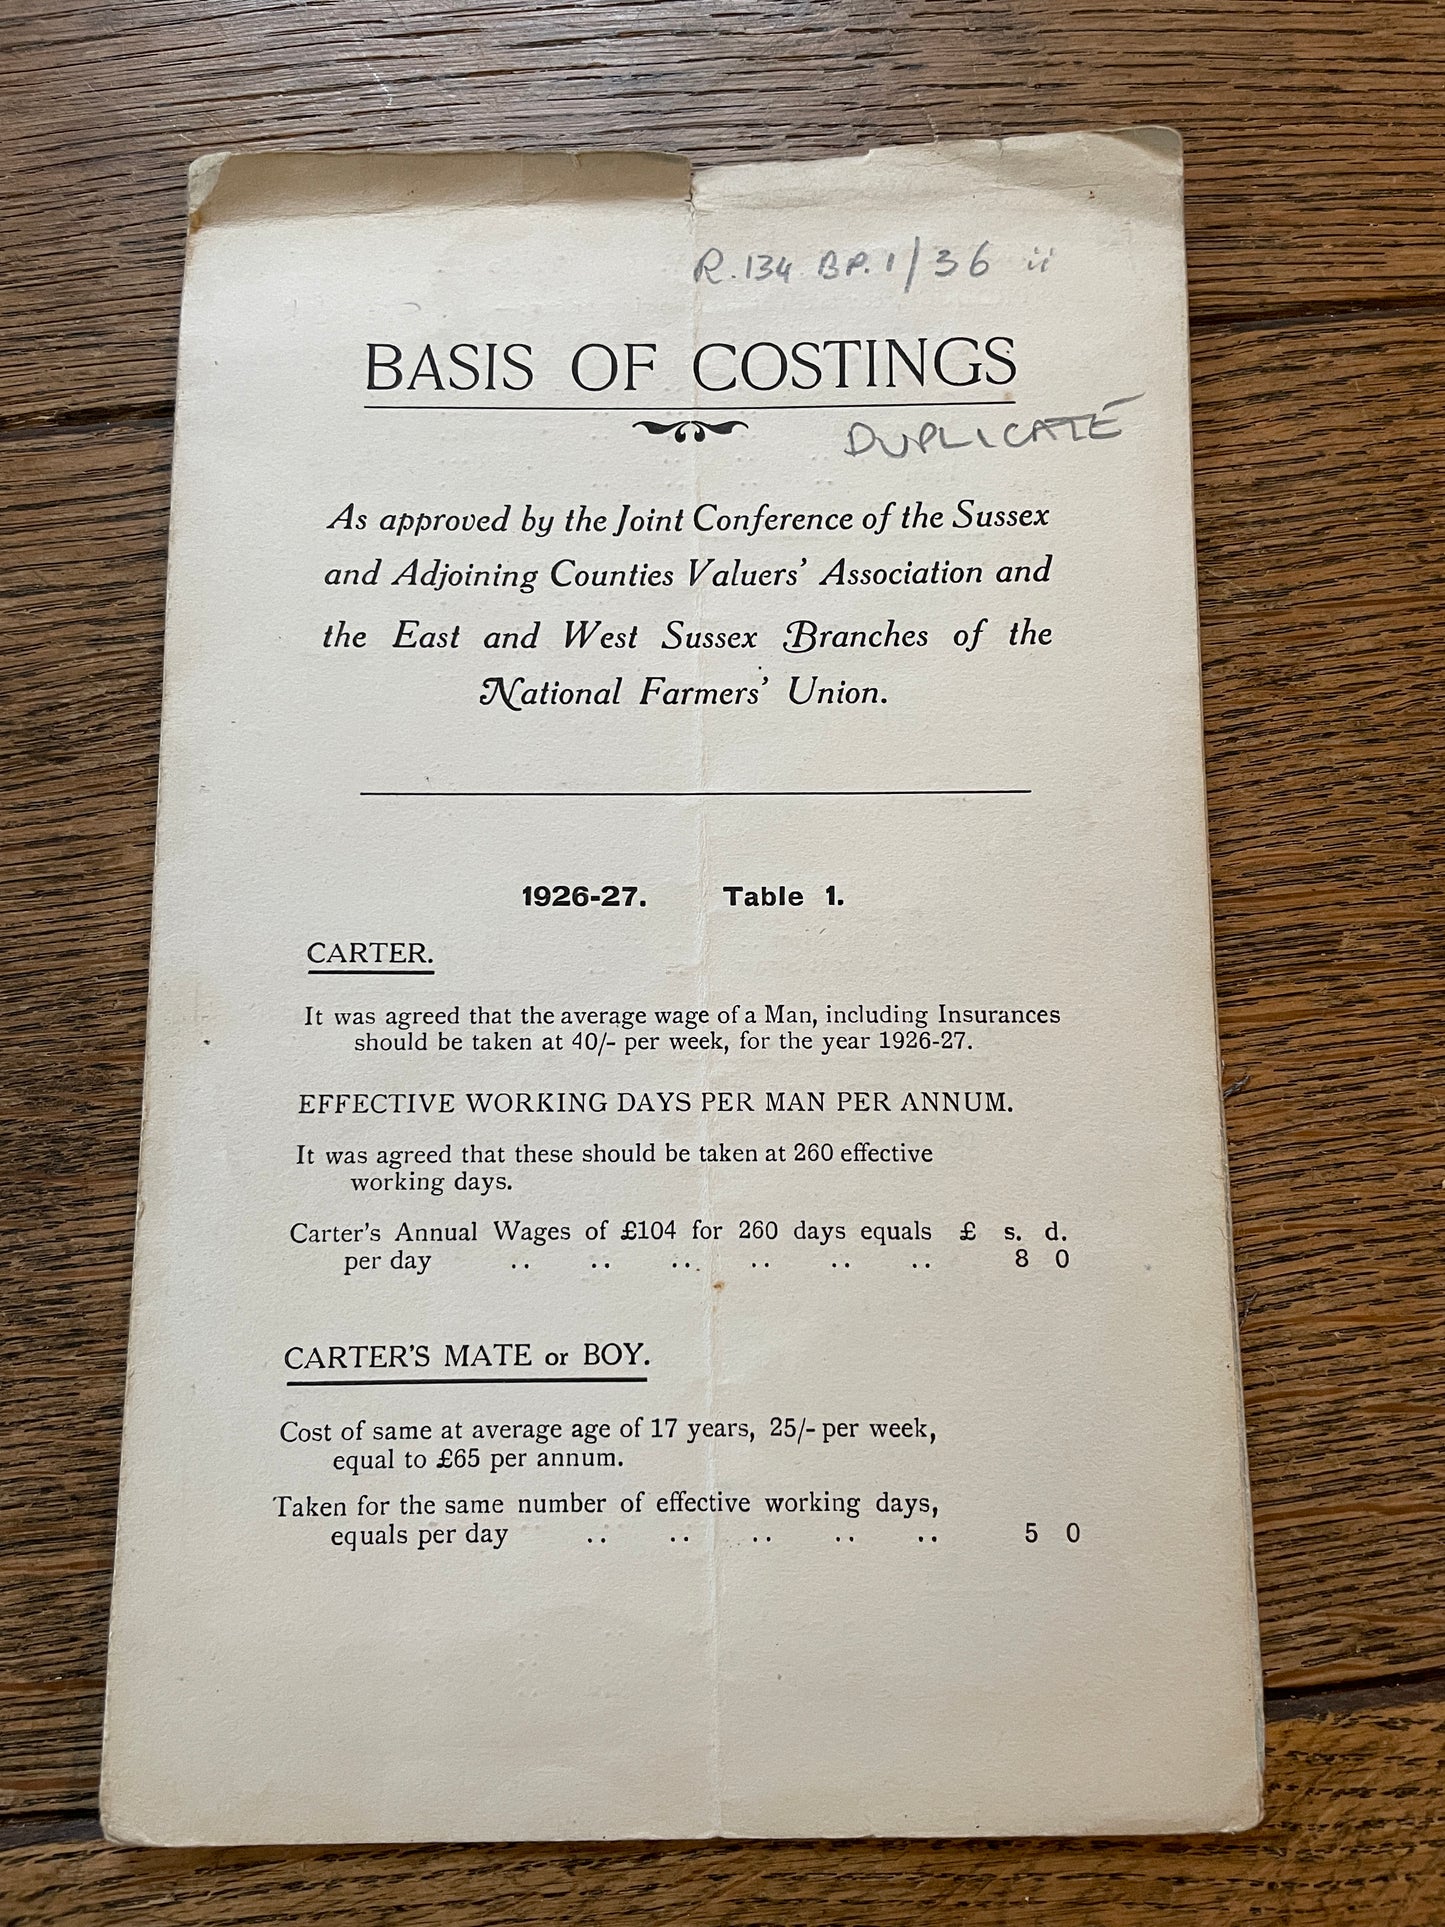 R.134 BP.1/36 ii
BASIS OF COSTINGS
DUPLICATE
As approved by the Joint Conference of the Sussex
and Adjoining Counties Valuers' Association and
the East and West Sussex Branches of the
National Farmers' Union.
1926-27. Table 1.
CARTER.
It was agreed that the average wage of a Man, including Insurances
should be taken at 40/- per week, for the year 1926-27.
EFFECTIVE WORKING DAYS PER MAN PER ANNUM.
It was agreed that these should be taken at 260 effective
working days.
Carter's Annual Wages of £104 for 260 days equals £ s. d.
per day .. .. .. .. .. .. 8 0
CARTER'S MATE or BOY.
Cost of same at average age of 17 years, 25/- per week,
equal to £65 per annum.
Taken for the same number of effective working days,
equals per day .. .. .. .. .. 5 0